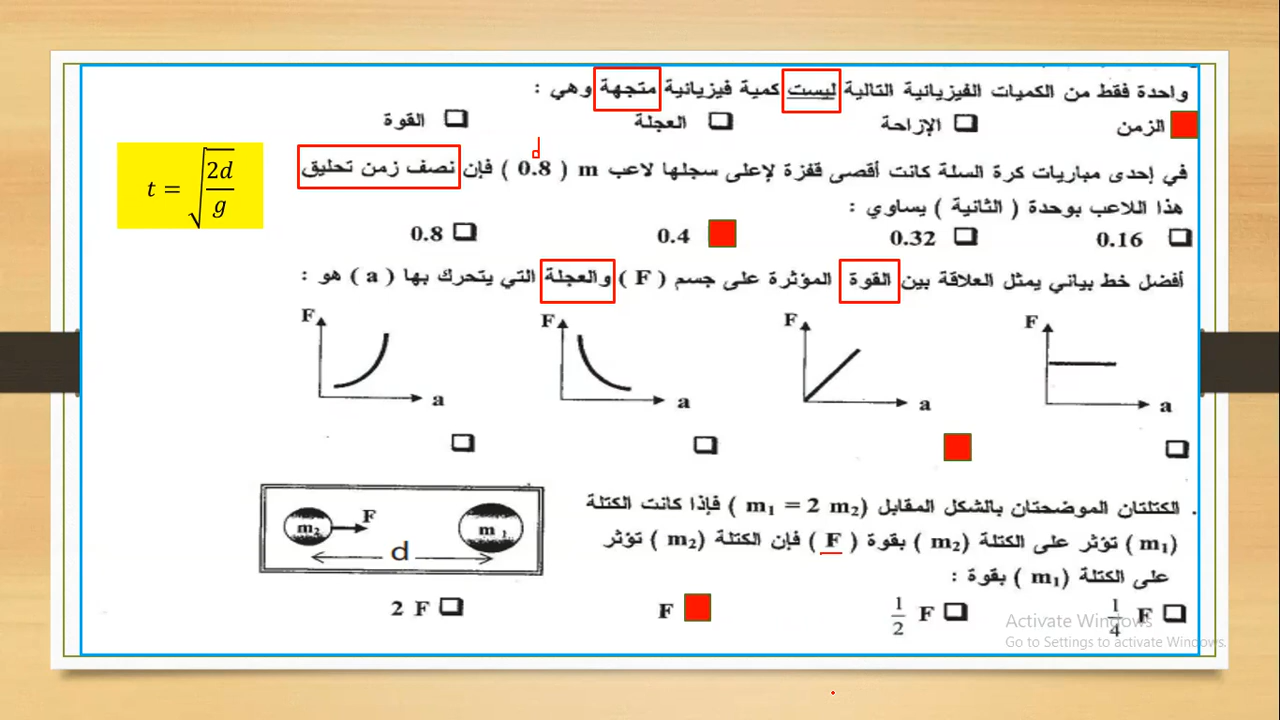 واحدة فقط من الكميات الفيزيائية التالية ليست كمية فيزيائية متجهة وهي :
الزمن الإزاحة العجلة القوة
d
في إحدى مباريات كرة السلة كانت أقصى قفزة لإعلى سجلها لاعب m ( 0.8 ) فإن نصف زمن تحليق
هذا اللاعب بوحدة ( الثانية ) يساوي :
0.16 0.32 0.4 0.8
t = √(2d/g)
أفضل خط بياني يمثل العلاقة بين القوة المؤثرة على جسم ( F ) والعجلة التي يتحرك بها ( a ) هو :
F F F F
a a a a
. الكتلتان الموضحتان بالشكل المقابل (m₁ = 2 m₂ ) فإذا كانت الكتلة
(m₁ ) تؤثر على الكتلة (m₂ ) بقوة ( F ) فإن الكتلة (m₂ ) تؤثر
على الكتلة (m₁ ) بقوة :
m₂ F m₁
d
1/4 F 1/2 F F 2 F
Activate Windows
Go to Settings to activate Windows.